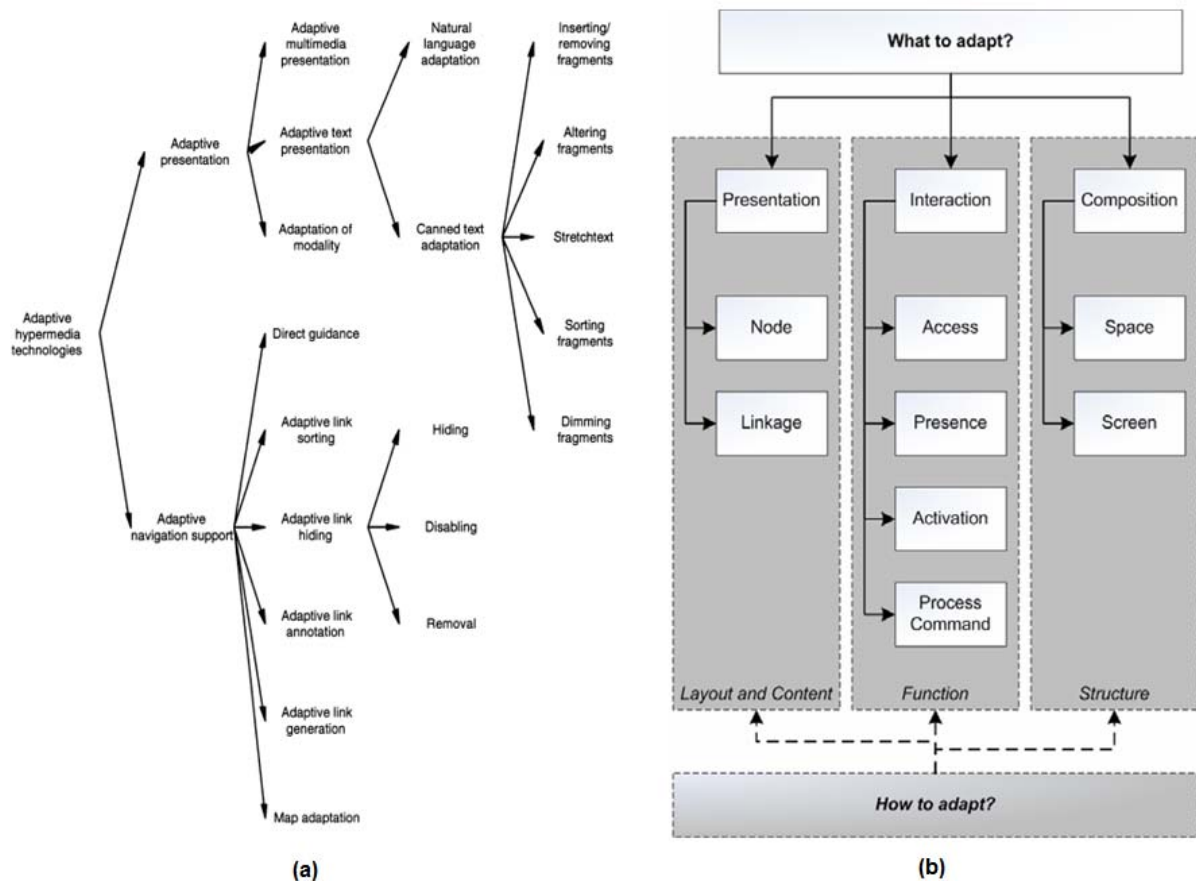 Adaptive
hypermedia
technologies
Adaptive
presentation
Adaptive
navigation support
Adaptive
multimedia
presentation
Adaptive text
presentation
Adaptation of
modality
Direct guidance
Adaptive link
sorting
Adaptive link
hiding
Adaptive link
annotation
Adaptive link
generation
Map adaptation
Natural
language
adaptation
Canned text
adaptation
Hiding
Disabling
Removal
Inserting/
removing
fragments
Altering
fragments
Stretchtext
Sorting
fragments
Dimming
fragments
(a)
What to adapt?
Presentation
Node
Linkage
Layout and Content
Interaction
Access
Presence
Activation
Process
Command
Function
Composition
Space
Screen
Structure
How to adapt?
(b)